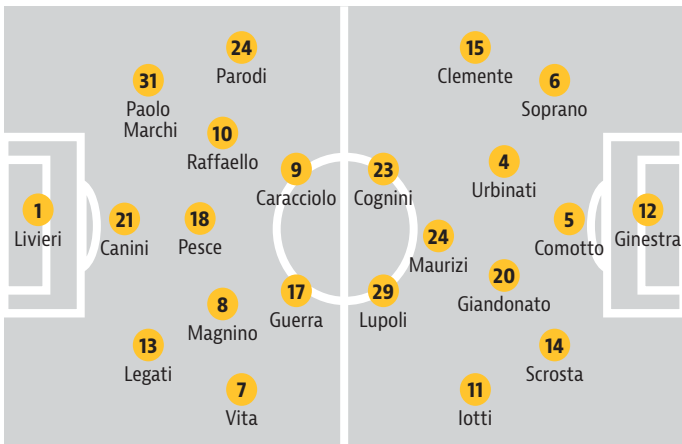 24
Parodi
31
Paolo
Marchi
10
Raffaello
9
Caracciolo
1
Livieri
21
Canini
18
Pesce
17
Guerra
8
Magnino
13
Legati
7
Vita
15
Clemente
6
Soprano
4
Urbinati
23
Cognini
5
Comotto
12
Ginestra
24
Maurizi
20
Giandonato
29
Lupoli
14
Scrosta
11
Iotti